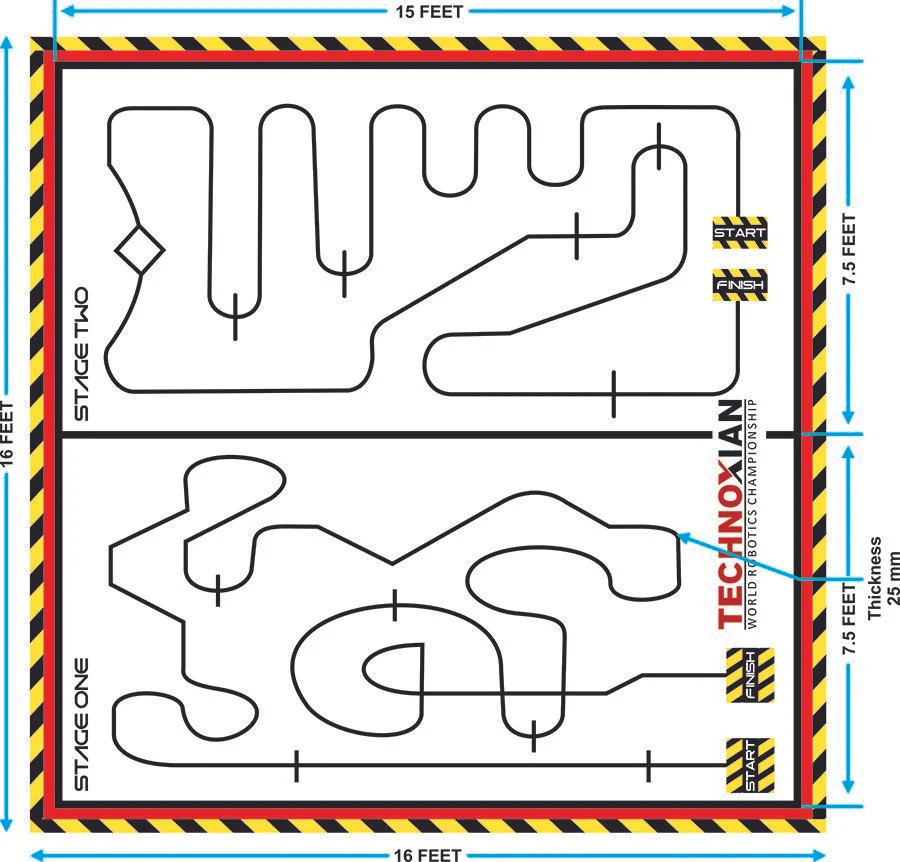 15 FEET
16 FEET
7.5 FEET
START
FINISH
STAGE TWO
TECHNOXIAN
WORLD ROBOTICS CHAMPIONSHIP
Thickness
25 mm
7.5 FEET
STAGE ONE
FINISH
START
16 FEET